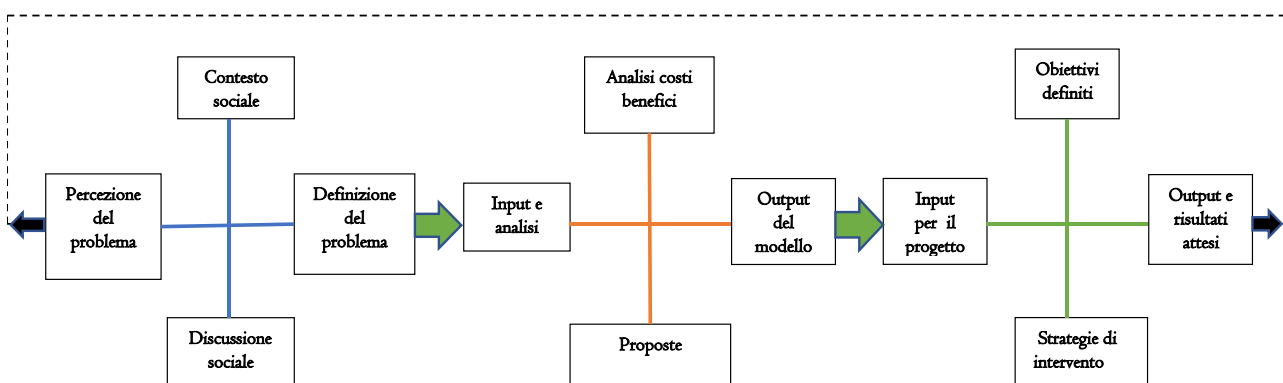 Contesto
sociale
Analisi costi
benefici
Obiettivi
definiti
Percezione
del
problema
Definizione
del
problema
Input e
analisi
Output
del
modello
Input
per il
progetto
Output e
risultati
attesi
Discussione
sociale
Proposte
Strategie di
intervento